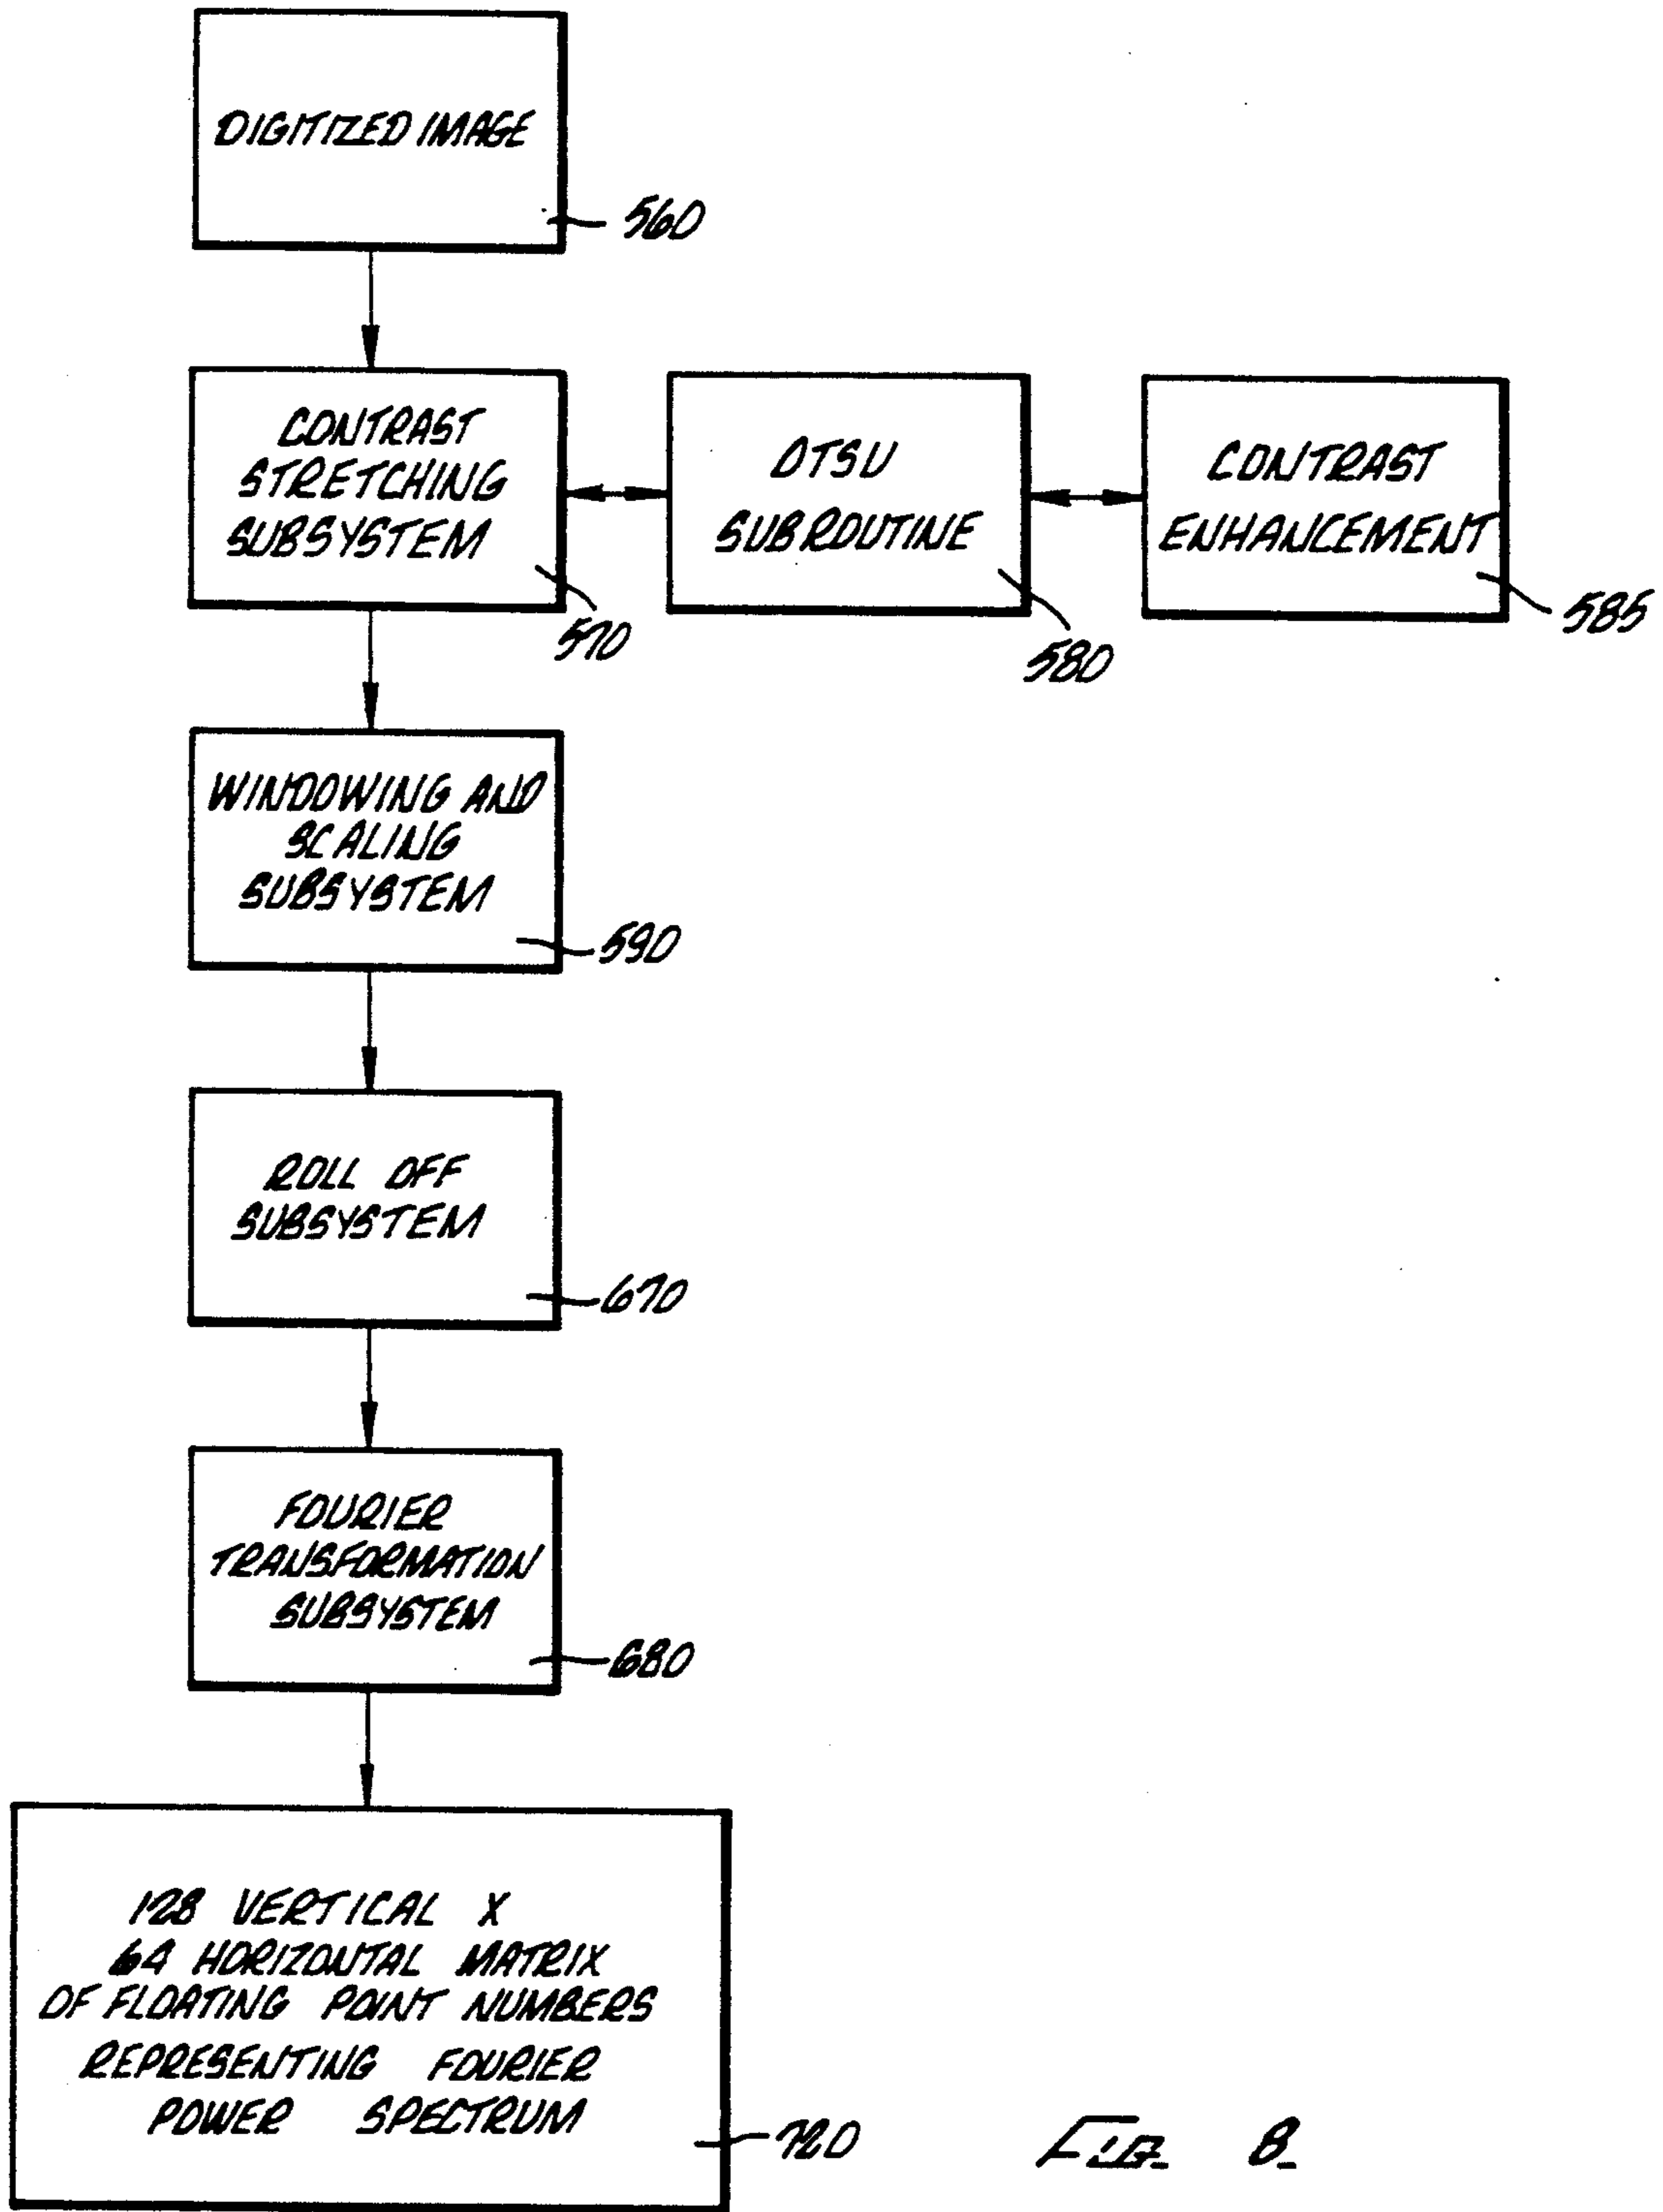 DIGITIZED IMAGE
560
CONTRAST
STRETCHING
SUBSYSTEM
570
OTSU
SUBROUTINE
580
CONTRAST
ENHANCEMENT
585
WINDOWING AND
SCALING
SUBSYSTEM
590
ROLL OFF
SUBSYSTEM
670
FOURIER
TRANSFORMATION
SUBSYSTEM
680
128 VERTICAL X
64 HORIZONTAL MATRIX
OF FLOATING POINT NUMBERS
REPRESENTING FOURIER
POWER SPECTRUM
720
FIG. 8